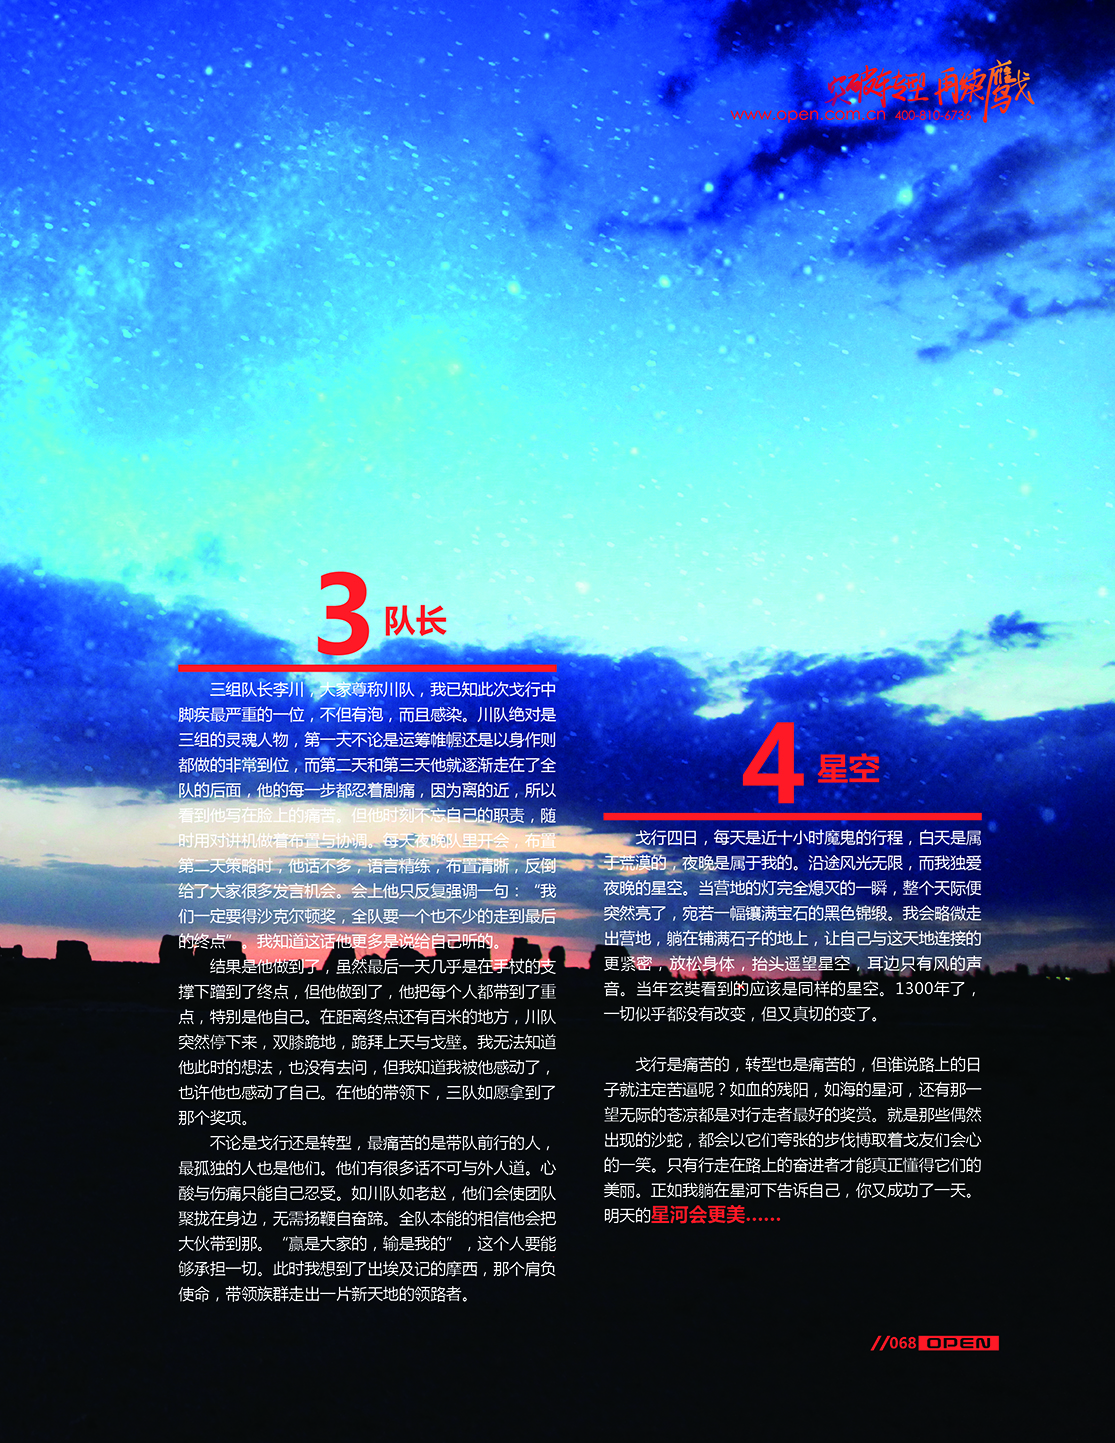 再续鹰戈
www.open.com.cn 400-810-6736
3 队长
三组队长李川，大家尊称川队，我已知此次戈行中
脚疾最严重的一位，不但有泡，而且感染。川队绝对是
三组的灵魂人物，第一天不论是运筹帷幄还是以身作则
都做的非常到位，而第二天和第三天他就逐渐走在了全
队的后面，他的每一步都忍着剧痛，因为离的近，所以
看到他写在脸上的痛苦。但他时刻不忘自己的职责，随
时用对讲机做着布置与协调。每天夜晚队里开会，布置
第二天策略时，他话不多，语言精练，布置清晰，反倒
给了大家很多发言机会。会上他只反复强调一句：“我
们一定要得沙克尔顿奖，全队要一个也不少的走到最后
的终点”。我知道这话他更多是说给自己听的。
结果是他做到了，虽然最后一天几乎是在手杖的支
撑下蹭到了终点，但他做到了，他把每个人都带到了重
点，特别是他自己。在距离终点还有百米的地方，川队
突然停下来，双膝跪地，跪拜上天与戈壁。我无法知道
他此时的想法，也没有去问，但我知道我被他感动了，
也许他也感动了自己。在他的带领下，三队如愿拿到了
那个奖项。
不论是戈行还是转型，最痛苦的是带队前行的人，
最孤独的人也是他们。他们有很多话不可与外人道。心
酸与伤痛只能自己忍受。如川队如老赵，他们会使团队
聚拢在身边，无需扬鞭自奋蹄。全队本能的相信他会把
大伙带到那。“赢是大家的，输是我的”，这个人要能
够承担一切。此时我想到了出埃及记的摩西，那个肩负
使命，带领族群走出一片新天地的领路者。
4 星空
戈行四日，每天是近十小时魔鬼的行程，白天是属
于荒漠的，夜晚是属于我的。沿途风光无限，而我独爱
夜晚的星空。当营地的灯完全熄灭的一瞬，整个天际便
突然亮了，宛若一幅镶满宝石的黑色锦缎。我会略微走
出营地，躺在铺满石子的地上，让自己与这天地连接的
更紧密，放松身体，抬头遥望星空，耳边只有风的声
音。当年玄奘看到的应该是同样的星空。1300年了，
一切似乎都没有改变，但又真切的变了。
戈行是痛苦的，转型也是痛苦的，但谁说路上的日
子就注定苦逼呢？如血的残阳，如海的星河，还有那一
望无际的苍凉都是对行走者最好的奖赏。就是那些偶然
出现的沙蛇，都会以它们夸张的步伐博取着戈友们会心
的一笑。只有行走在路上的奋进者才能真正懂得它们的
美丽。正如我躺在星河下告诉自己，你又成功了一天。
明天的星河会更美……
//068 OPEN